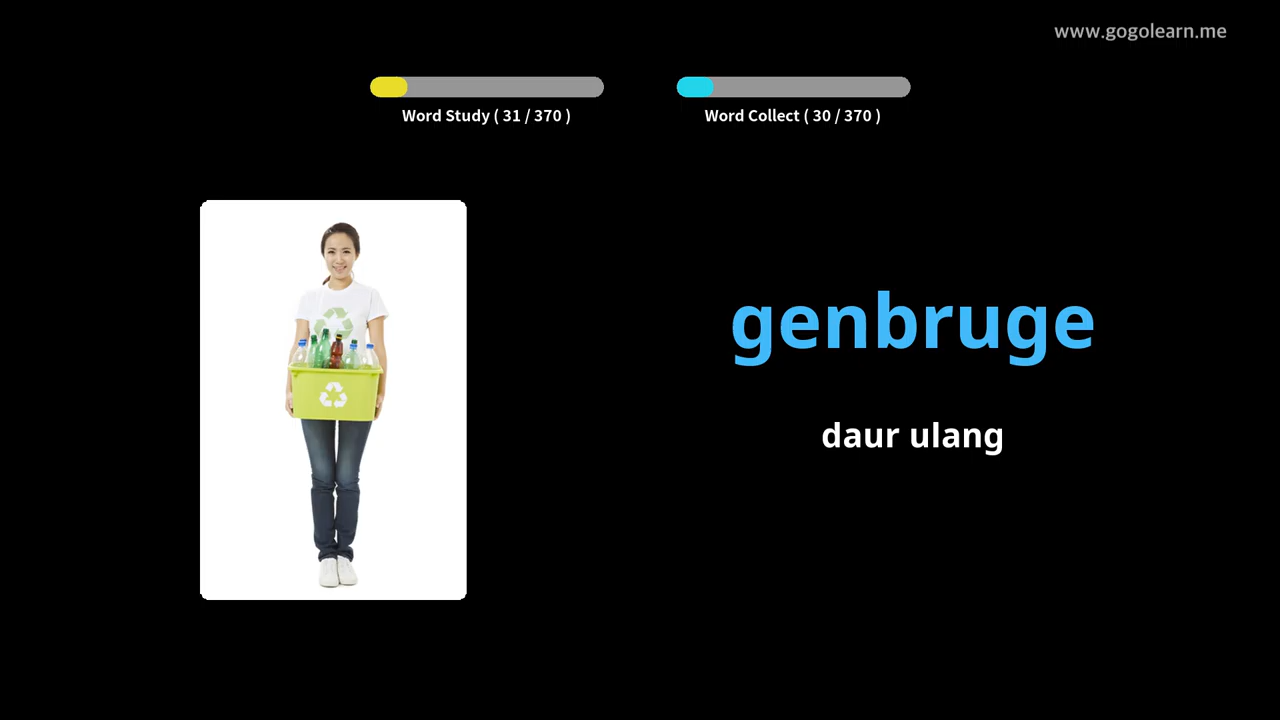 www.gogolearn.me
Word Study ( 31 / 370 )
Word Collect ( 30 / 370 )
genbruge
daur ulang